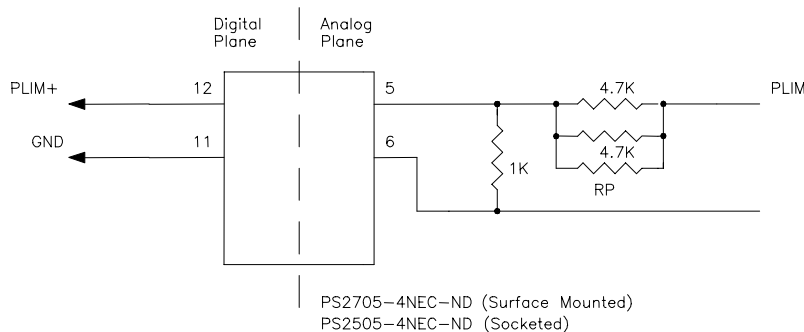 Digital Plane
Analog Plane
PLIM+
12
5
4.7K
PLIM
GND
11
6
1K
4.7K
RP
PS2705-4NEC-ND (Surface Mounted)
PS2505-4NEC-ND (Socketed)